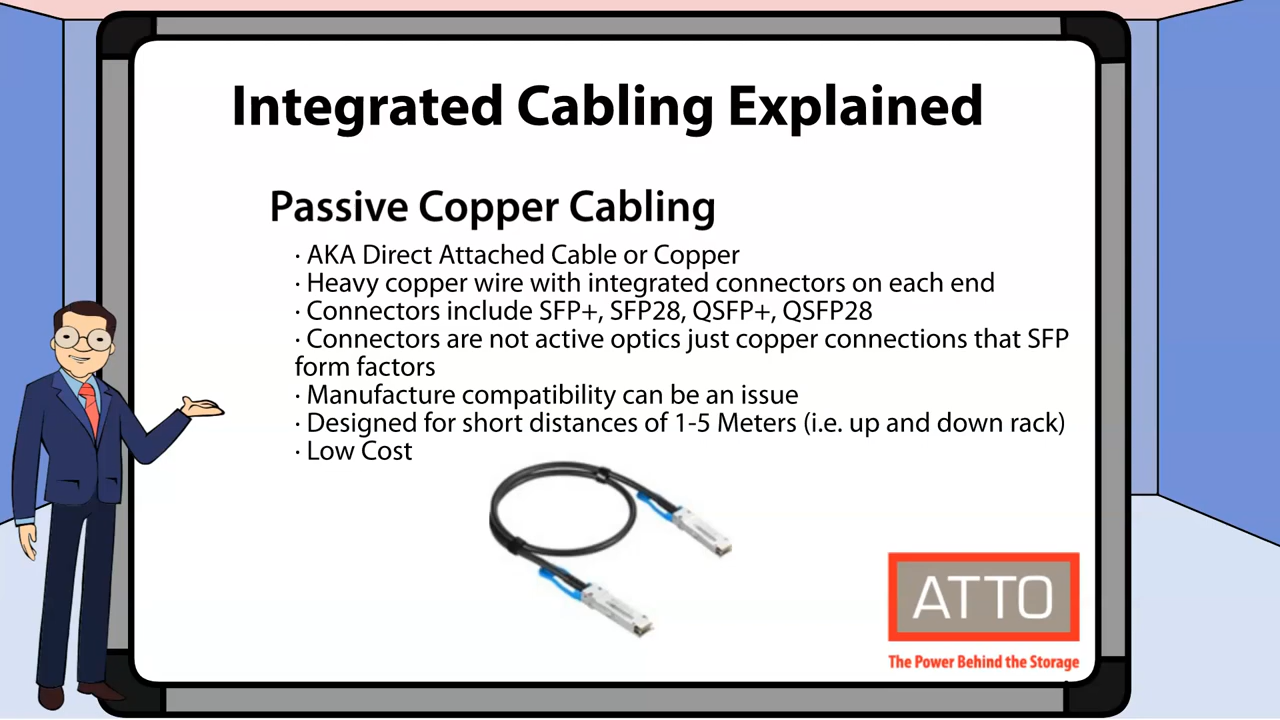 Integrated Cabling Explained
Passive Copper Cabling
· AKA Direct Attached Cable or Copper
· Heavy copper wire with integrated connectors on each end
· Connectors include SFP+, SFP28, QSFP+, QSFP28
· Connectors are not active optics just copper connections that SFP
form factors
· Manufacture compatibility can be an issue
· Designed for short distances of 1-5 Meters (i.e. up and down rack)
· Low Cost
ATTO
The Power Behind the Storage